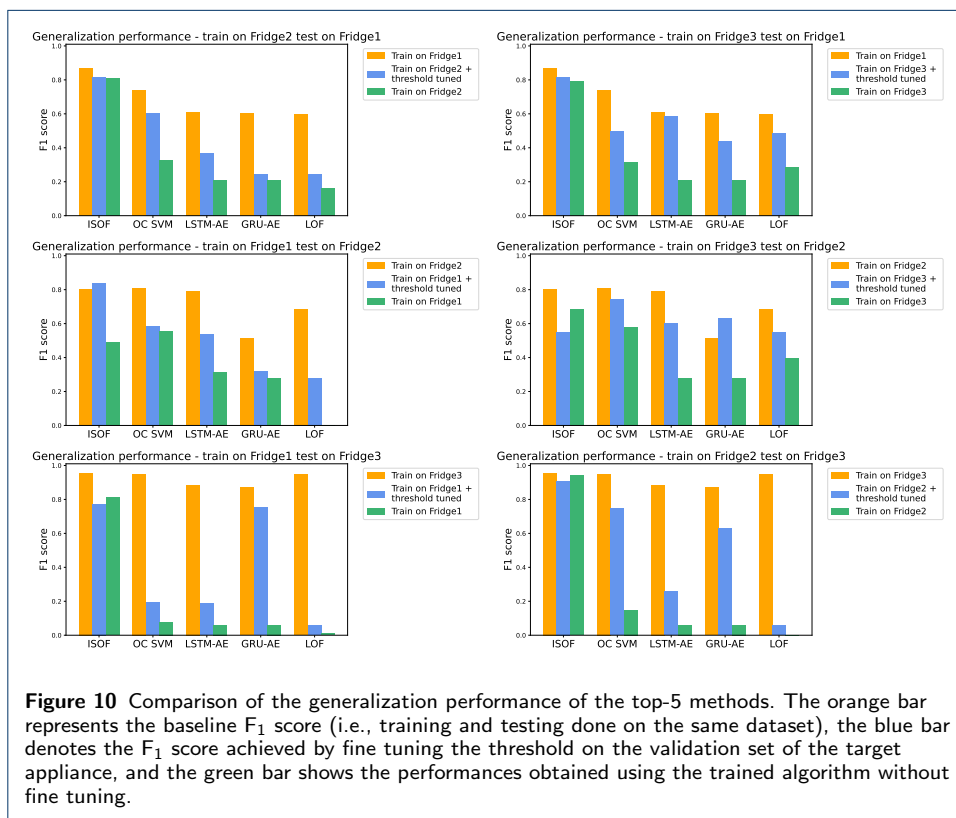 Generalization performance - train on Fridge2 test on Fridge1
1.0
0.8
0.6
0.4
0.2
0.0
F1 score
ISOF OC SVM LSTM-AE GRU-AE LOF
Train on Fridge1
Train on Fridge2 +
threshold tuned
Train on Fridge2
Generalization performance - train on Fridge3 test on Fridge1
1.0
0.8
0.6
0.4
0.2
0.0
F1 score
ISOF OC SVM LSTM-AE GRU-AE LOF
Train on Fridge1
Train on Fridge3 +
threshold tuned
Train on Fridge3
Generalization performance - train on Fridge1 test on Fridge2
1.0
0.8
0.6
0.4
0.2
0.0
F1 score
ISOF OC SVM LSTM-AE GRU-AE LOF
Train on Fridge2
Train on Fridge1 +
threshold tuned
Train on Fridge1
Generalization performance - train on Fridge3 test on Fridge2
1.0
0.8
0.6
0.4
0.2
0.0
F1 score
ISOF OC SVM LSTM-AE GRU-AE LOF
Train on Fridge2
Train on Fridge3 +
threshold tuned
Train on Fridge3
Generalization performance - train on Fridge1 test on Fridge3
1.0
0.8
0.6
0.4
0.2
0.0
F1 score
ISOF OC SVM LSTM-AE GRU-AE LOF
Train on Fridge3
Train on Fridge1 +
threshold tuned
Train on Fridge1
Generalization performance - train on Fridge2 test on Fridge3
1.0
0.8
0.6
0.4
0.2
0.0
F1 score
ISOF OC SVM LSTM-AE GRU-AE LOF
Train on Fridge3
Train on Fridge2 +
threshold tuned
Train on Fridge2
Figure 10 Comparison of the generalization performance of the top-5 methods. The orange bar
represents the baseline F₁ score (i.e., training and testing done on the same dataset), the blue bar
denotes the F₁ score achieved by fine tuning the threshold on the validation set of the target
appliance, and the green bar shows the performances obtained using the trained algorithm without
fine tuning.